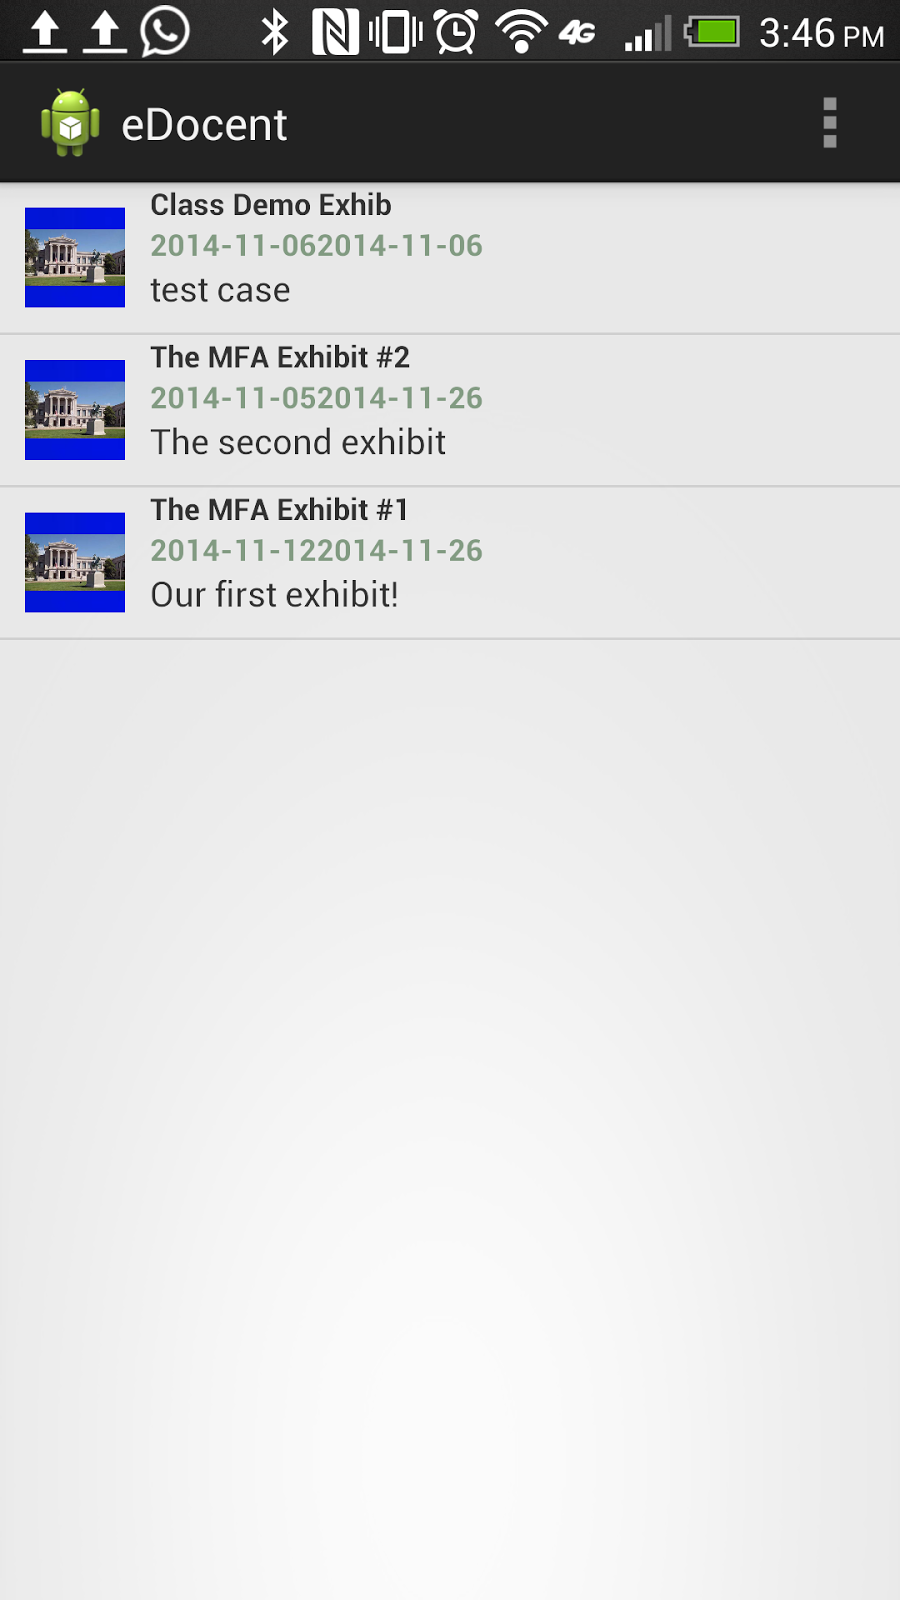 4G 3:46 PM
eDocent
Class Demo Exhib
2014-11-062014-11-06
test case
The MFA Exhibit #2
2014-11-052014-11-26
The second exhibit
The MFA Exhibit #1
2014-11-122014-11-26
Our first exhibit!